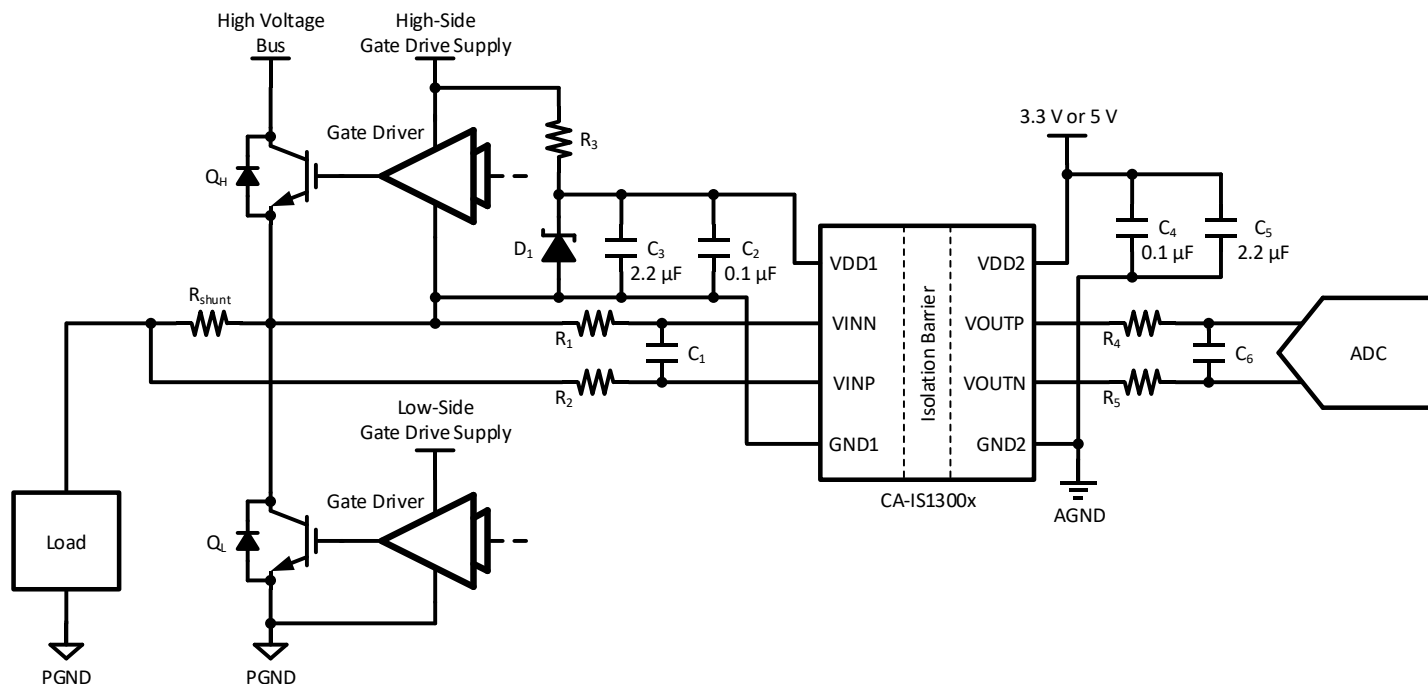 High Voltage
Bus
High-Side
Gate Drive Supply
3.3 V or 5 V
Gate Driver
R3
QH
D1
C3
2.2 µF
C2
0.1 µF
C4
0.1 µF
C5
2.2 µF
VDD1
VDD2
Rshunt
R1
C1
R2
VINN
VINP
GND1
Isolation Barrier
VOUTP
VOUTN
GND2
R4
R5
C6
ADC
CA-IS1300x
AGND
Low-Side
Gate Drive Supply
Gate Driver
QL
Load
PGND
PGND